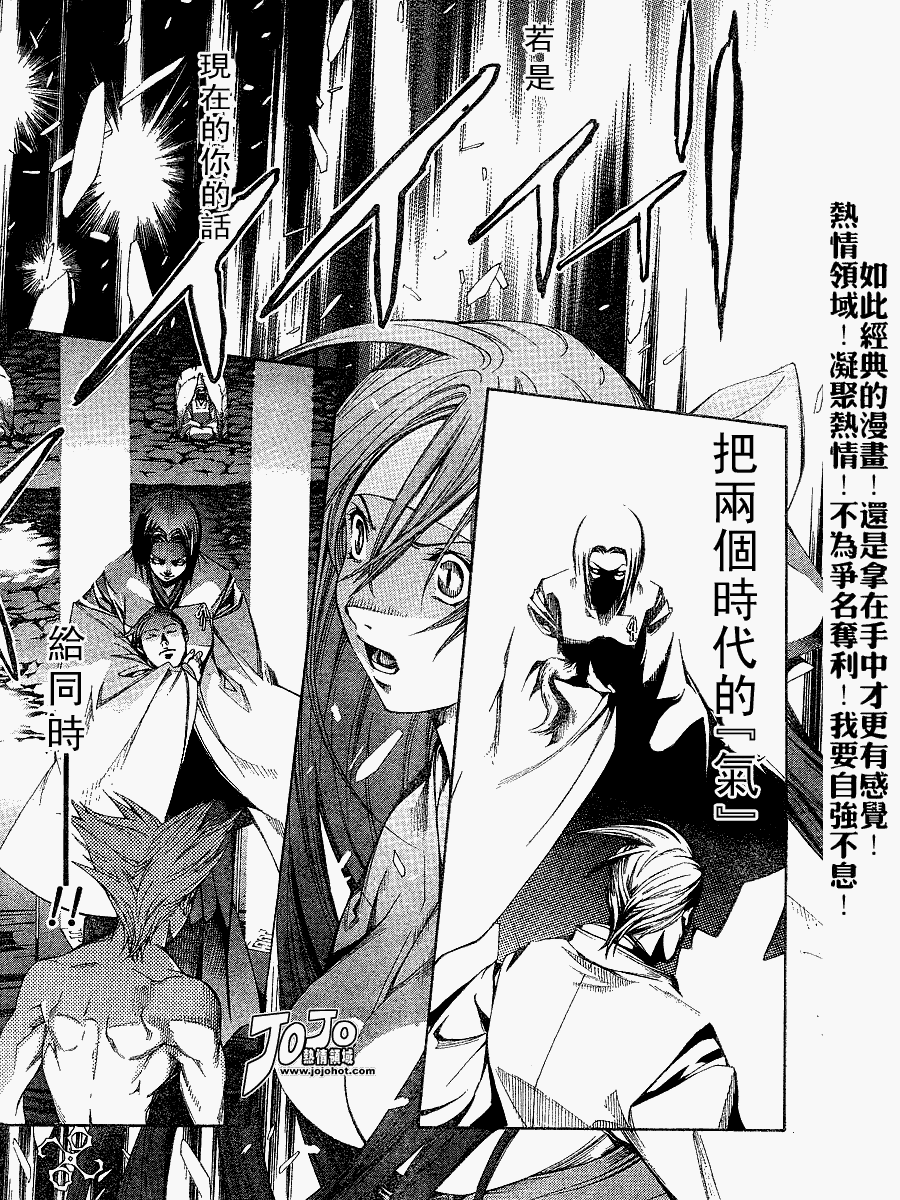 若是
現在的你的話
把兩個時代的『氣』
給同時——!!
如此經典的漫畫！還是拿在手中才更有感覺！
熱情領域！凝聚熱情！不為爭名奪利！我要自強不息！
JOJO
熱情領域
www.jojohot.com